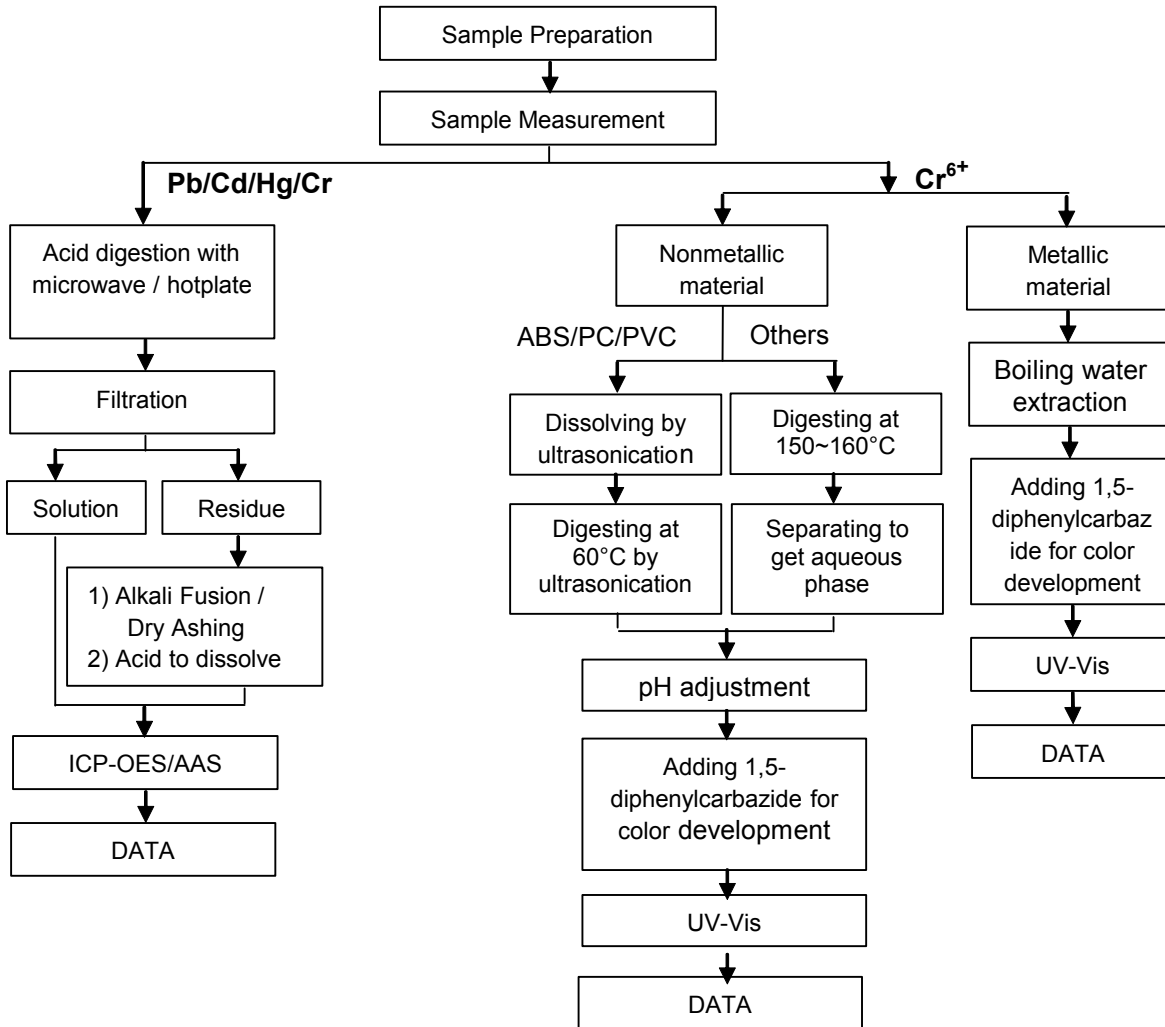 Sample Preparation
Sample Measurement
Pb/Cd/Hg/Cr
Cr⁶⁺
Acid digestion with
microwave / hotplate
Filtration
Solution
Residue
1) Alkali Fusion /
Dry Ashing
2) Acid to dissolve
ICP-OES/AAS
DATA
Nonmetallic
material
ABS/PC/PVC
Others
Dissolving by
ultrasonication
Digesting at
60°C by
ultrasonication
Digesting at
150~160°C
Separating to
get aqueous
phase
pH adjustment
Adding 1,5-
diphenylcarbazide for
color development
UV-Vis
DATA
Metallic
material
Boiling water
extraction
Adding 1,5-
diphenylcarbaz
ide for color
development
UV-Vis
DATA